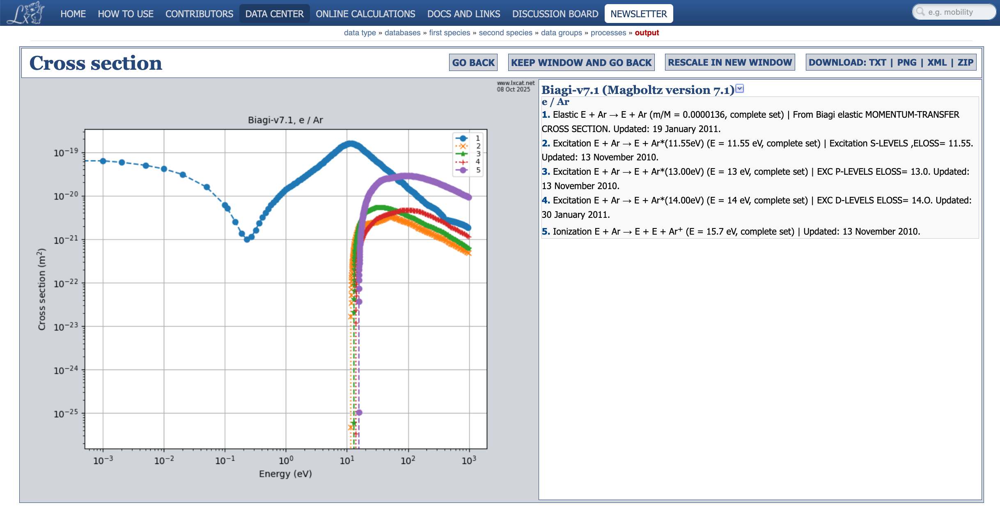 Lx
HOME HOW TO USE CONTRIBUTORS DATA CENTER ONLINE CALCULATIONS DOCS AND LINKS DISCUSSION BOARD NEWSLETTER e.g. mobility
data type » databases » first species » second species » data groups » processes » output
Cross section
GO BACK KEEP WINDOW AND GO BACK RESCALE IN NEW WINDOW DOWNLOAD: TXT | PNG | XML | ZIP
www.lxcat.net
08 Oct 2025
Biagi-v7.1, e / Ar
1
2
3
4
5
10⁻¹⁹
10⁻²⁰
10⁻²¹
10⁻²²
10⁻²³
10⁻²⁴
10⁻²⁵
Cross section (m²)
10⁻³ 10⁻² 10⁻¹ 10⁰ 10¹ 10² 10³
Energy (eV)
Biagi-v7.1 (Magboltz version 7.1)
e / Ar
1. Elastic E + Ar → E + Ar (m/M = 0.0000136, complete set) | From Biagi elastic MOMENTUM-TRANSFER
CROSS SECTION. Updated: 19 January 2011.
2. Excitation E + Ar → E + Ar*(11.55eV) (E = 11.55 eV, complete set) | Excitation S-LEVELS ,ELOSS= 11.55.
Updated: 13 November 2010.
3. Excitation E + Ar → E + Ar*(13.00eV) (E = 13 eV, complete set) | EXC P-LEVELS ELOSS= 13.0. Updated:
13 November 2010.
4. Excitation E + Ar → E + Ar*(14.00eV) (E = 14 eV, complete set) | EXC D-LEVELS ELOSS= 14.O. Updated:
30 January 2011.
5. Ionization E + Ar → E + E + Ar⁺ (E = 15.7 eV, complete set) | Updated: 13 November 2010.